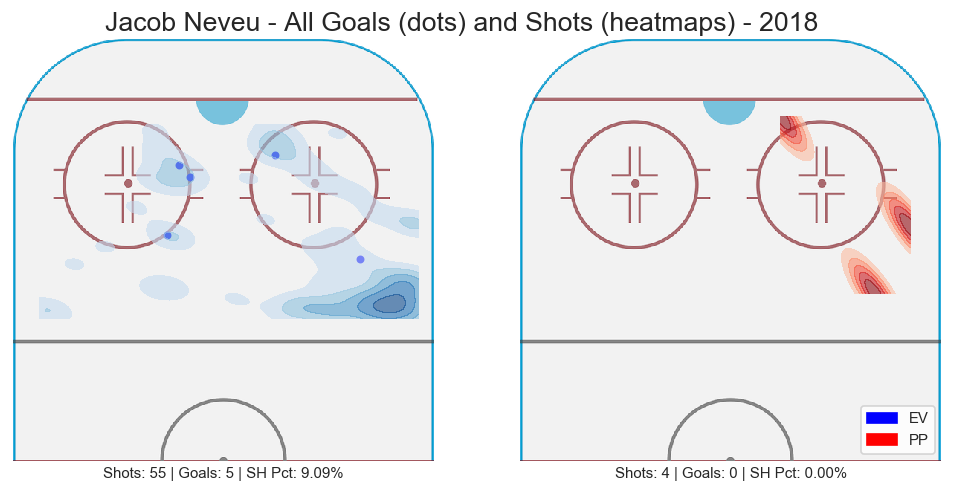 Jacob Neveu - All Goals (dots) and Shots (heatmaps) - 2018
EV
PP
Shots: 55 | Goals: 5 | SH Pct: 9.09%
Shots: 4 | Goals: 0 | SH Pct: 0.00%